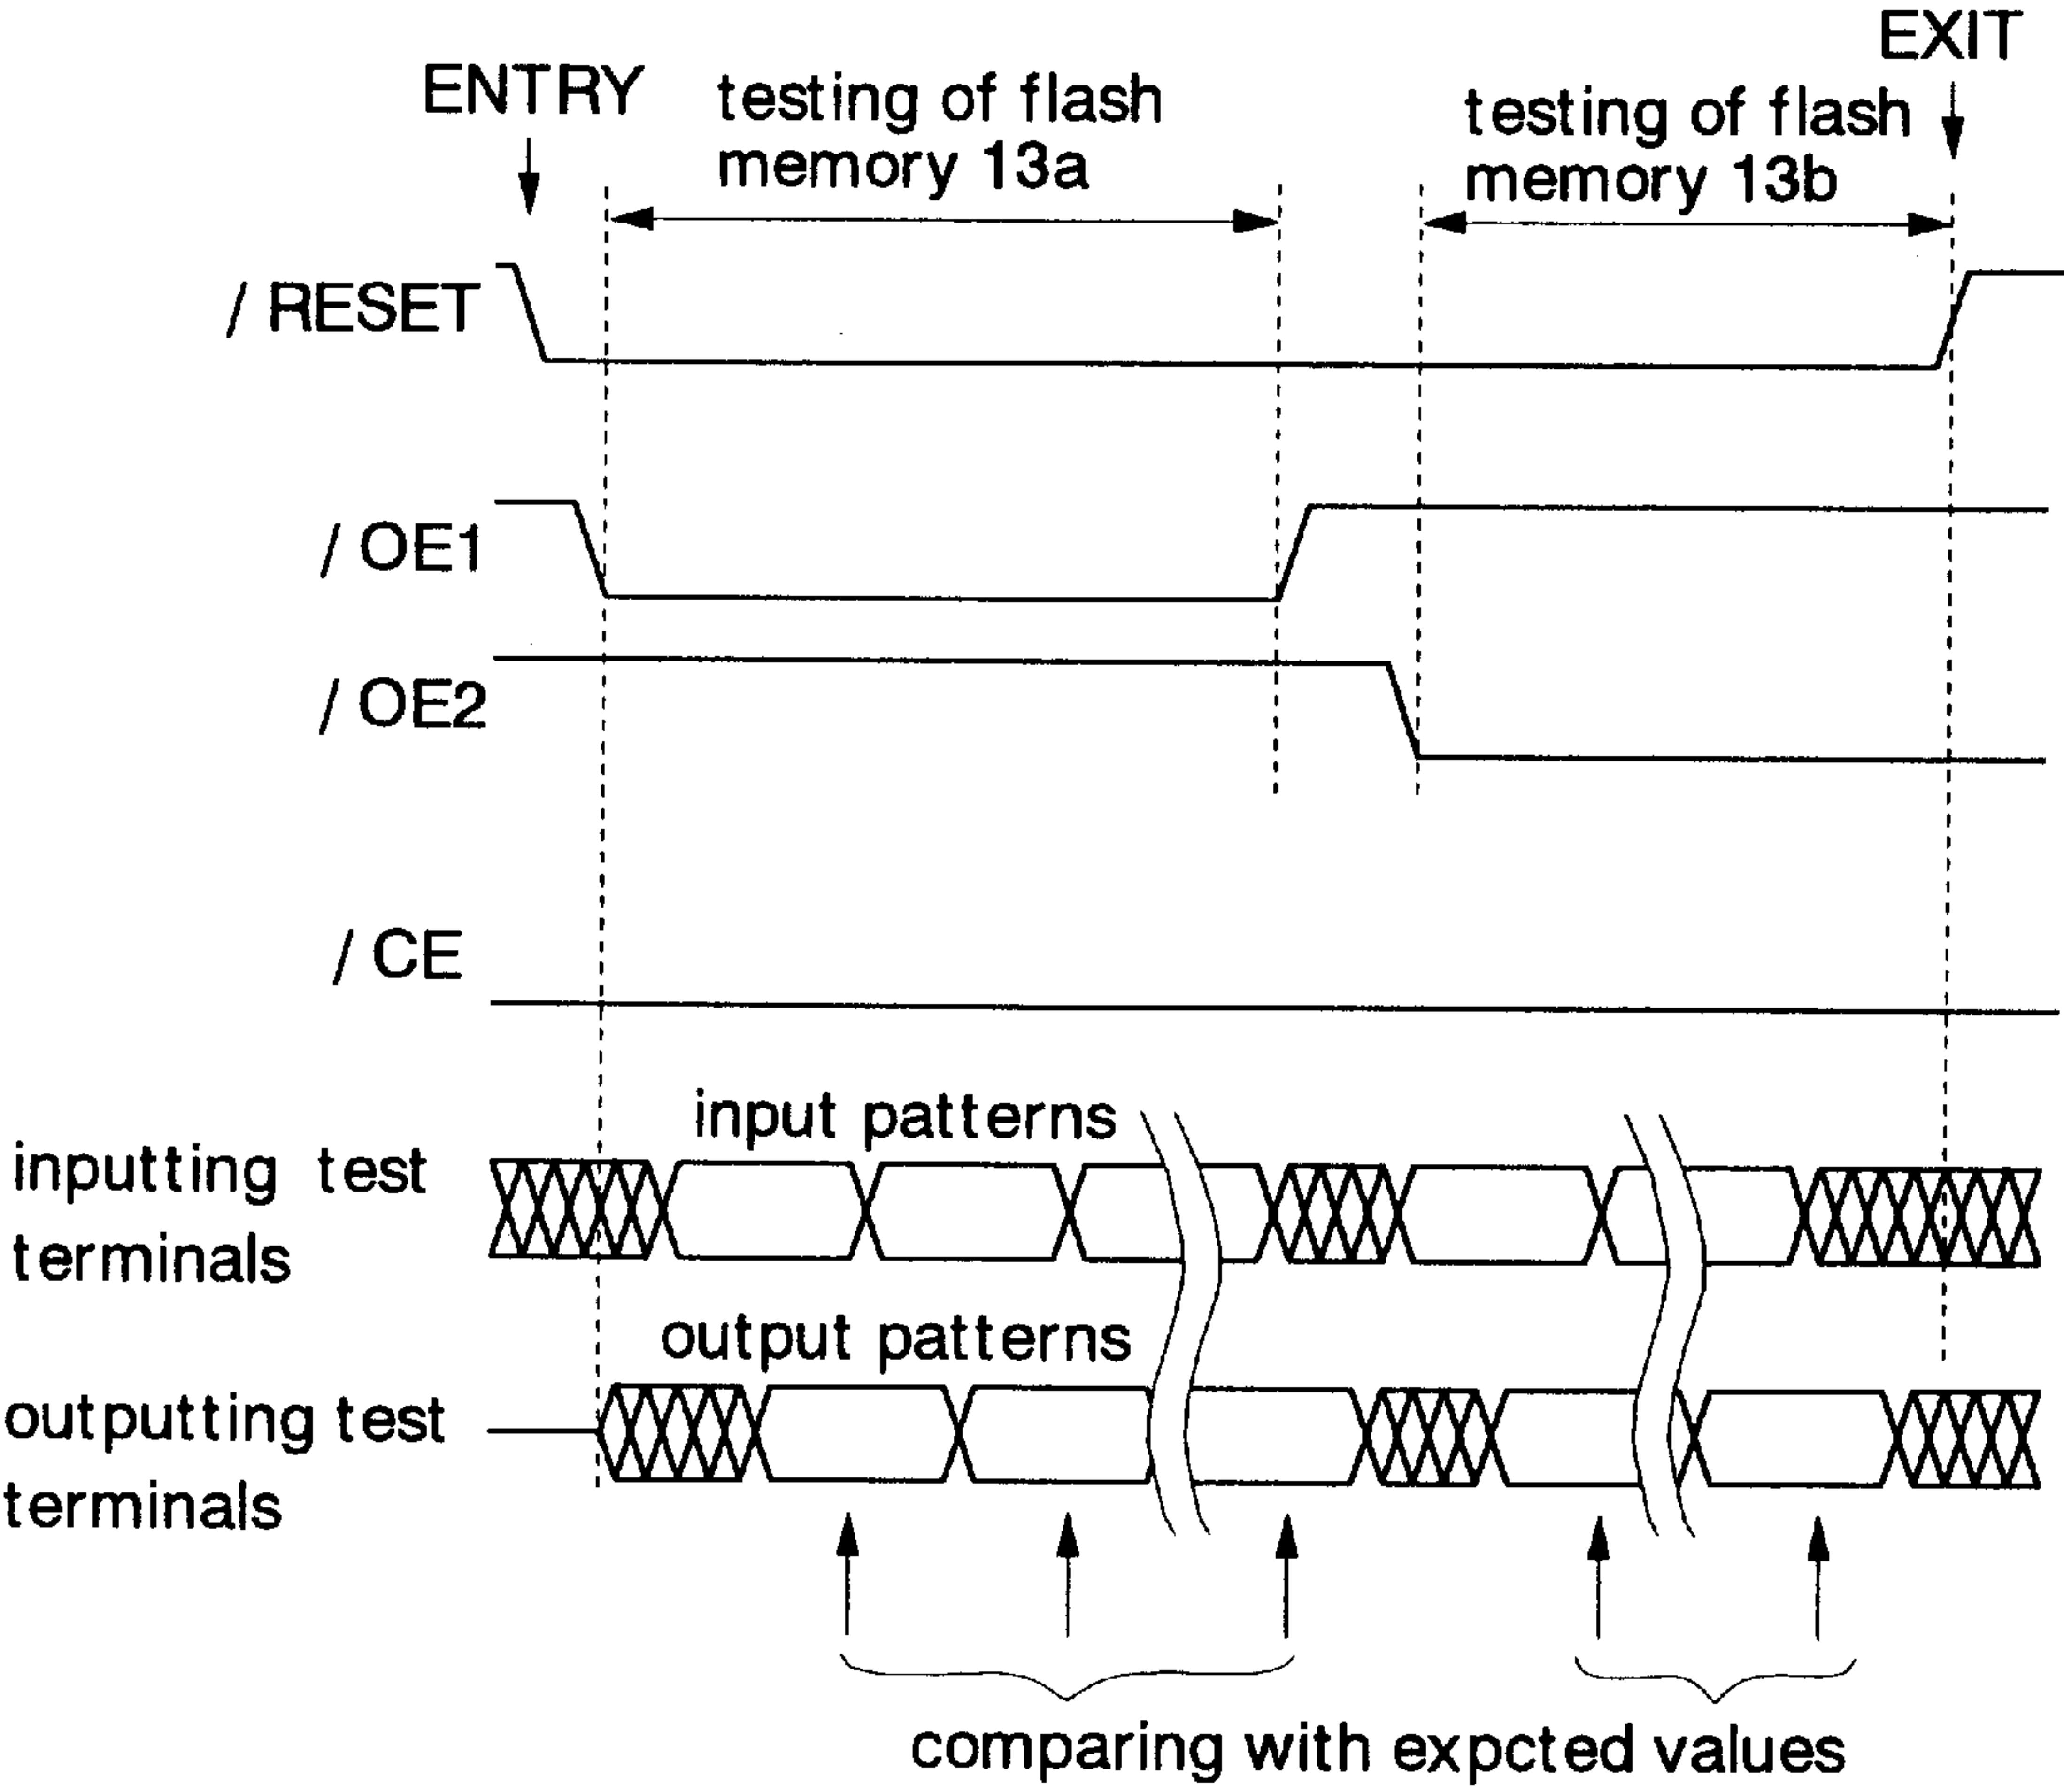 EXIT
ENTRY
testing of flash
memory 13a
testing of flash
memory 13b
/ RESET
/ OE1
/ OE2
/ CE
input patterns
inputting test
terminals
output patterns
outputting test
terminals
comparing with expcted values